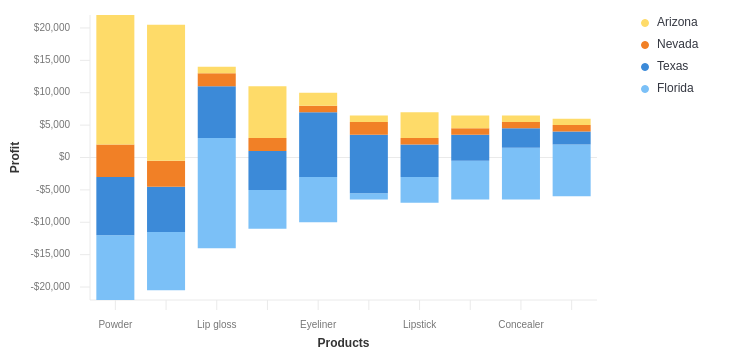 $20,000
$15,000
$10,000
$5,000
$0
-$5,000
-$10,000
-$15,000
-$20,000
Profit
Powder
Lip gloss
Eyeliner
Lipstick
Concealer
Products
Arizona
Nevada
Texas
Florida